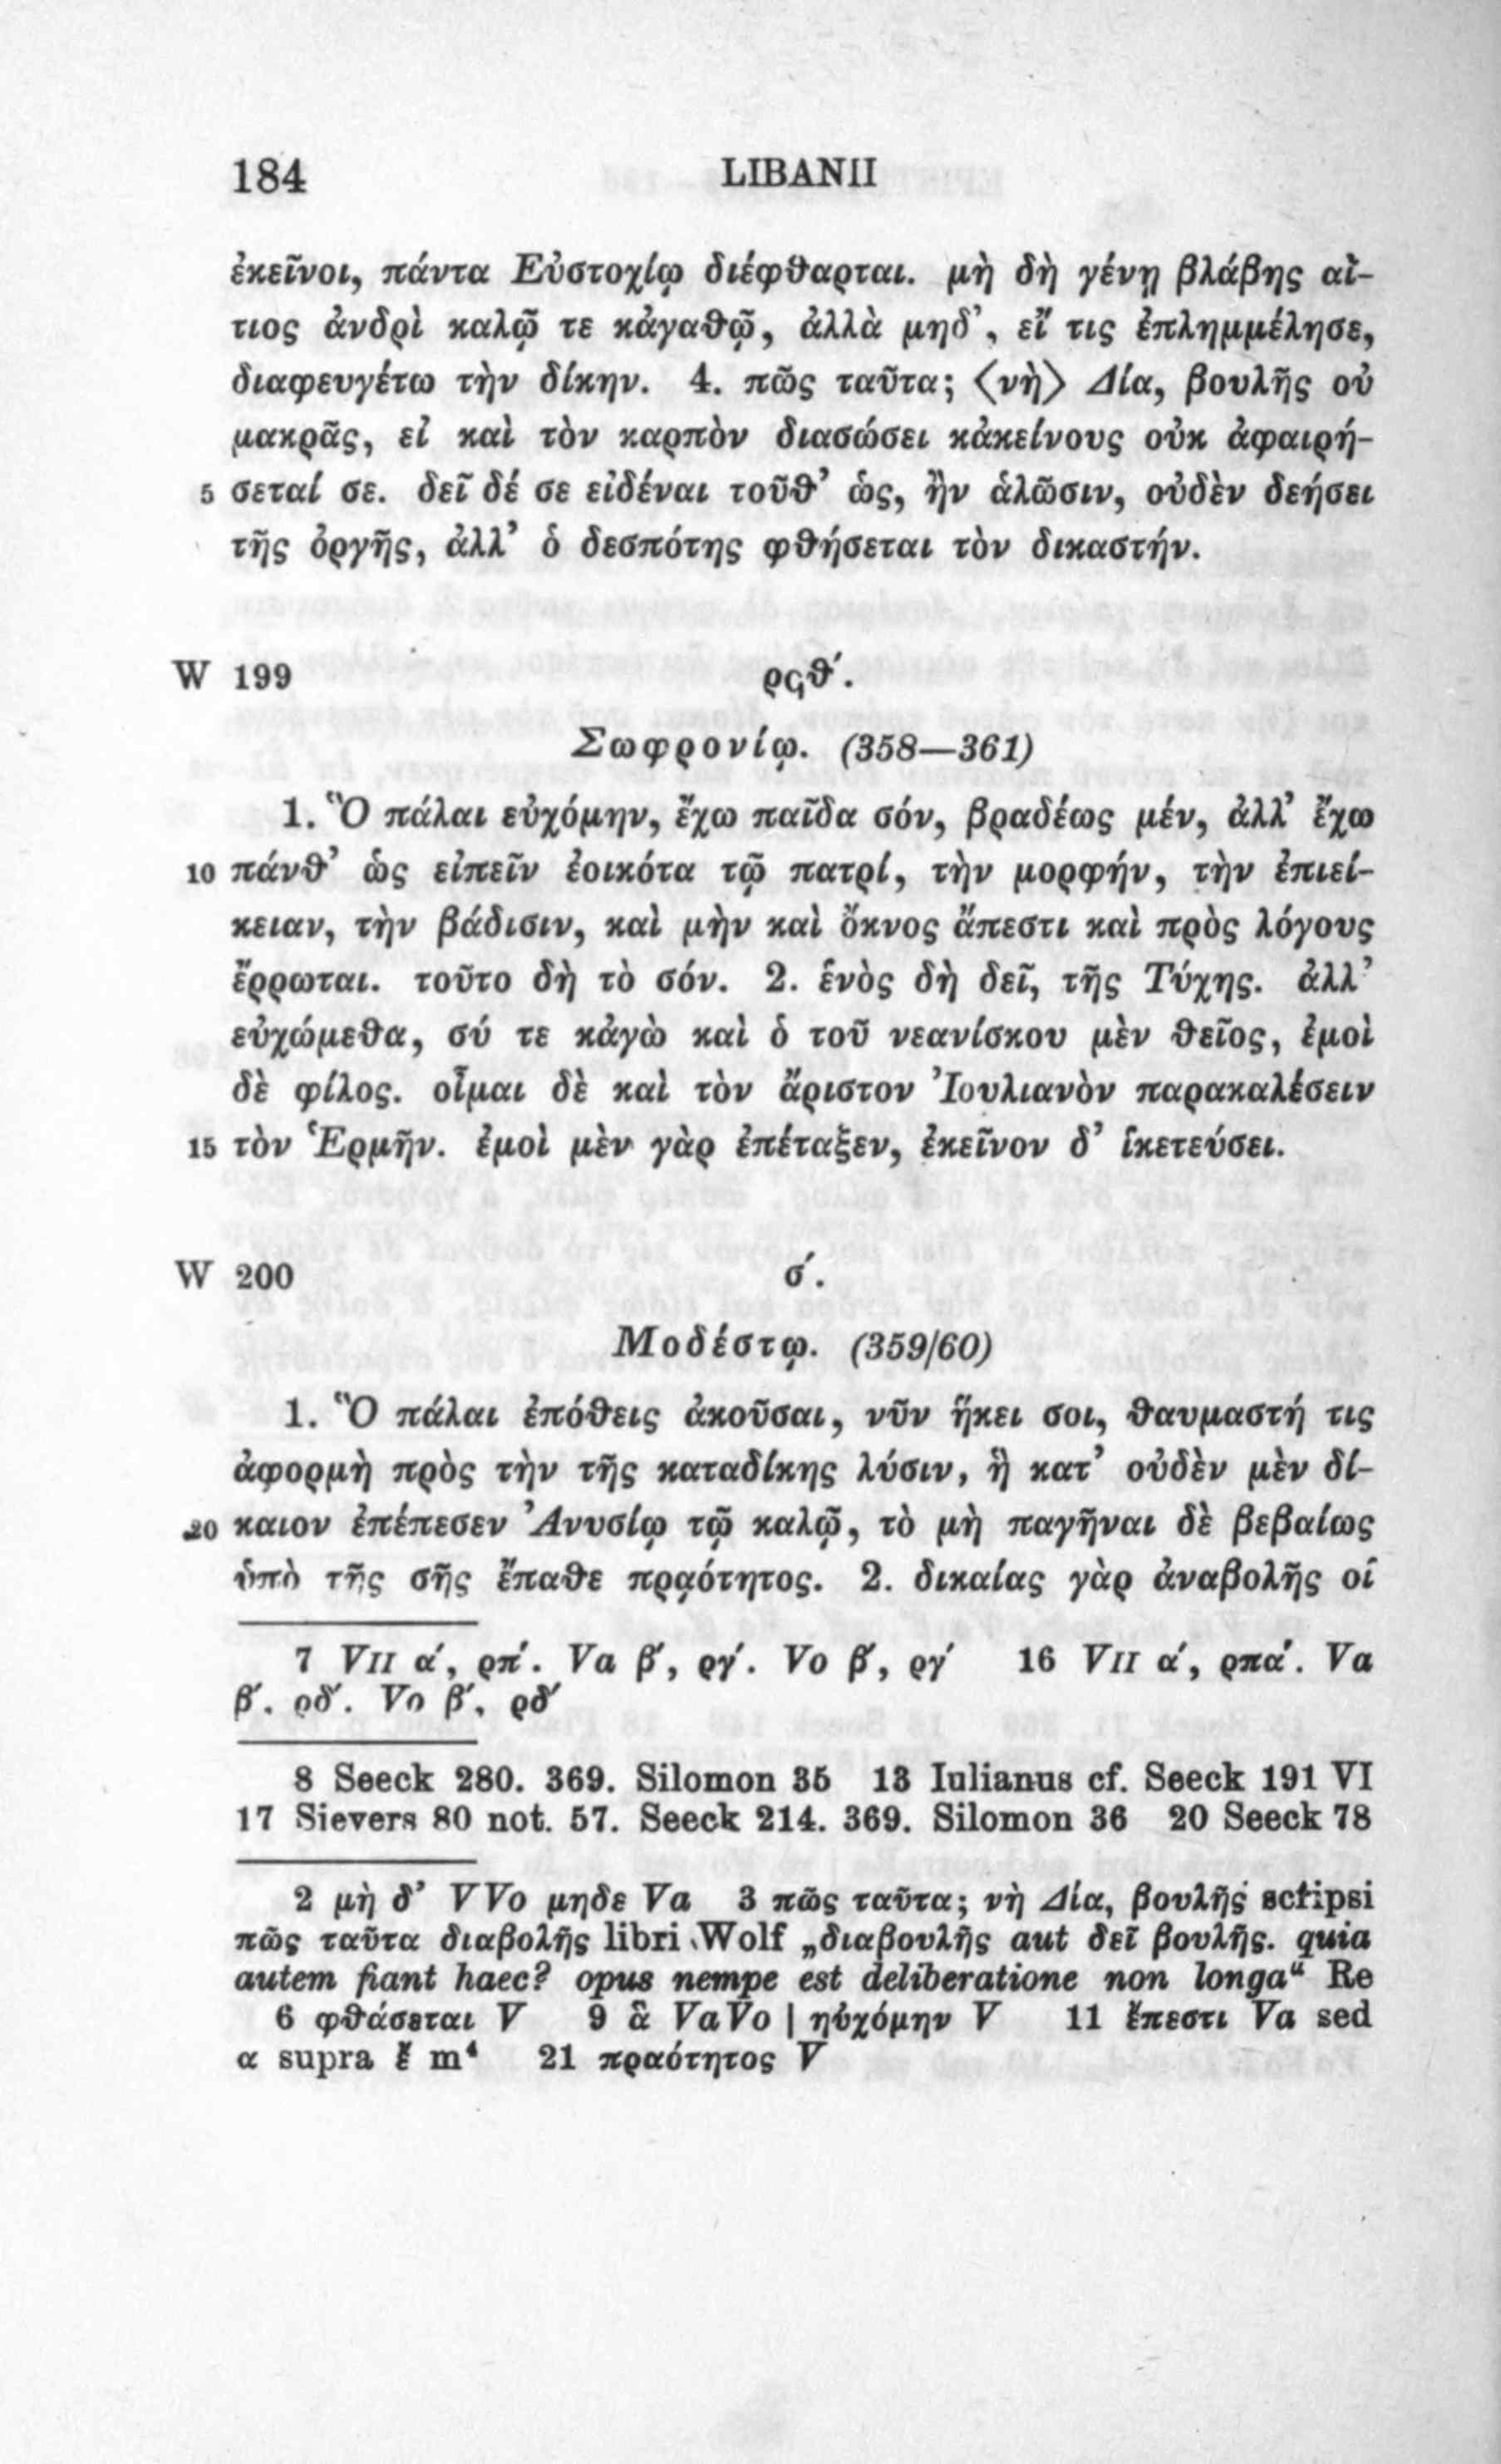 184 LIBANII
ἐκεῖνοι, πάντα Εὐστοχίῳ διέφθαρται. μὴ δὴ γένῃ βλάβης αἴ-
τιος ἀνδρὶ καλῷ τε κἀγαθῷ, ἀλλὰ μηδ’, εἴ τις ἐπλημμέλησε,
διαφευγέτω τὴν δίκην. 4. πῶς ταῦτα; ⟨νὴ⟩ Δία, βουλῆς οὐ
μακρᾶς, εἰ καὶ τὸν καρπὸν διασώσει κἀκείνους οὐκ ἀφαιρή-
5 σεταί σε. δεῖ δέ σε εἰδέναι τοῦθ’ ὡς, ἢν ἁλῶσιν, οὐδὲν δεήσει
τῆς ὀργῆς, ἀλλ’ ὁ δεσπότης φθήσεται τὸν δικαστήν.
W 199 ρϛθ´.
Σωφρονίῳ. (358—361)
1. Ὃ πάλαι εὐχόμην, ἔχω παῖδα σόν, βραδέως μέν, ἀλλ’ ἔχω
10 πάνθ’ ὡς εἰπεῖν ἐοικότα τῷ πατρί, τὴν μορφήν, τὴν ἐπιεί-
κειαν, τὴν βάδισιν, καὶ μὴν καὶ ὄκνος ἄπεστι καὶ πρὸς λόγους
ἔρρωται. τοῦτο δὴ τὸ σόν. 2. ἑνὸς δὴ δεῖ, τῆς Τύχης. ἀλλ’
εὐχώμεθα, σύ τε κἀγὼ καὶ ὁ τοῦ νεανίσκου μὲν θεῖος, ἐμοὶ
δὲ φίλος. οἶμαι δὲ καὶ τὸν ἄριστον Ἰουλιανὸν παρακαλέσειν
15 τὸν Ἑρμῆν. ἐμοὶ μὲν γὰρ ἐπέταξεν, ἐκεῖνον δ’ ἱκετεύσει.
W 200 σ´.
Μοδέστῳ. (359/60)
1. Ὃ πάλαι ἐπόθεις ἀκοῦσαι, νῦν ἥκει σοι, θαυμαστή τις
ἀφορμὴ πρὸς τὴν τῆς καταδίκης λύσιν, ἣ κατ’ οὐδὲν μὲν δί-
20 καιον ἐπέπεσεν Ἀνυσίῳ τῷ καλῷ, τὸ μὴ παγῆναι δὲ βεβαίως
ὑπὸ τῆς σῆς ἔπαθε πρᾳότητος. 2. δικαίας γὰρ ἀναβολῆς οἱ
7 VII α´, ρπ´. Va β´, ργ´. Vo β´, ργ´ 16 VII α´, ρπα´. Va
β´, ρδ´. Vo β´, ρδ´
8 Seeck 280. 369. Silomon 35 13 Iulianus cf. Seeck 191 VI
17 Sievers 80 not. 57. Seeck 214. 369. Silomon 36 20 Seeck 78
2 μὴ δ’ V Vo μηδε Va 3 πῶς ταῦτα; νὴ Δία, βουλῆς scripsi
πῶς ταῦτα διαβολῆς libri Wolf „διαβουλῆς aut δεῖ βουλῆς. quia
autem fiant haec? opus nempe est deliberatione non longa“ Re
6 φθάσεται V 9 ἃ Va Vo | ηὐχόμην V 11 ἔπεστι Va sed
α supra ἔ m⁴ 21 πραότητος V